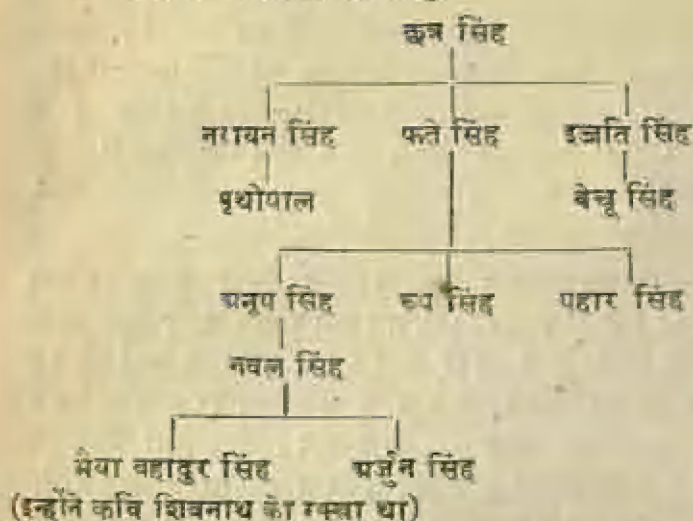 छत्र सिंह
नरायन सिंह फते सिंह इज्जति सिंह
पृथीपाल बेचू सिंह
अनूप सिंह रूप सिंह पहार सिंह
नवल सिंह
भैया बहादुर सिंह अर्जुन सिंह
(इन्होंने कवि शिवनाथ को रक्खा था)